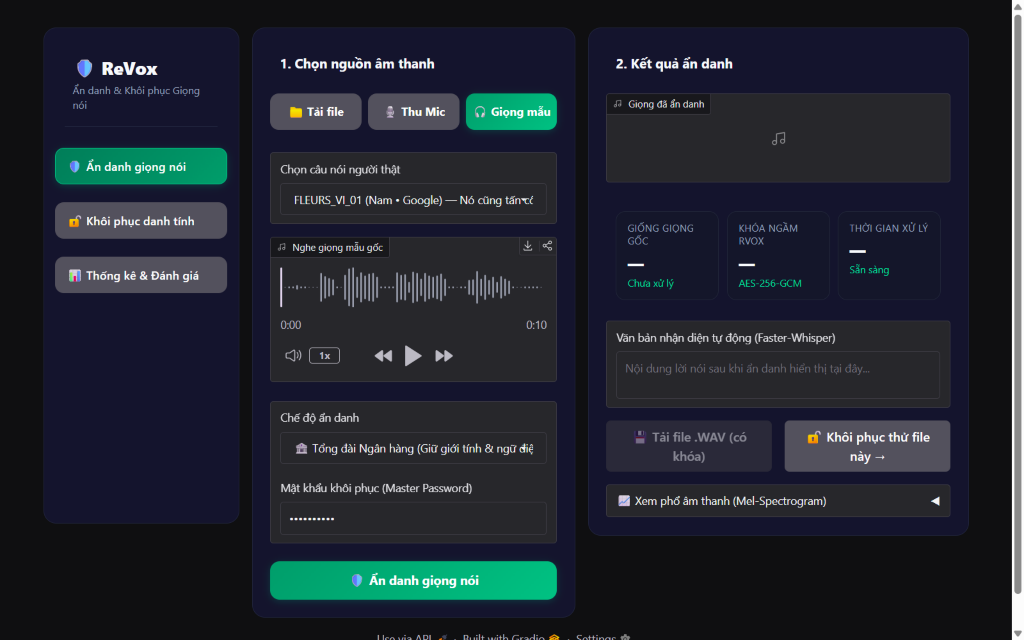 ReVox
Ẩn danh & Khôi phục Giọng
nói
Ẩn danh giọng nói
Khôi phục danh tính
Thống kê & Đánh giá
1. Chọn nguồn âm thanh
Tải file
Thu Mic
Giọng mẫu
Chọn câu nói người thật
FLEURS_VI_01 (Nam • Google) — Nó cũng tấn
Nghe giọng mẫu gốc
0:00
0:10
1x
Chế độ ẩn danh
Tổng đài Ngân hàng (Giữ giới tính & ngữ
Mật khẩu khôi phục (Master Password)
••••••••••
Ẩn danh giọng nói
2. Kết quả ẩn danh
Giọng đã ẩn danh
GIỐNG GIỌNG
GỐC
—
Chưa xử lý
KHÓA NGẦM
RVOX
—
AES-256-GCM
THỜI GIAN XỬ LÝ
—
Sẵn sàng
Văn bản nhận diện tự động (Faster-Whisper)
Nội dung lời nói sau khi ẩn danh hiển thị tại đây...
Tải file .WAV (có
khóa)
Khôi phục thử file
này →
Xem phổ âm thanh (Mel-Spectrogram)
Use via API · Built with Gradio · Settings